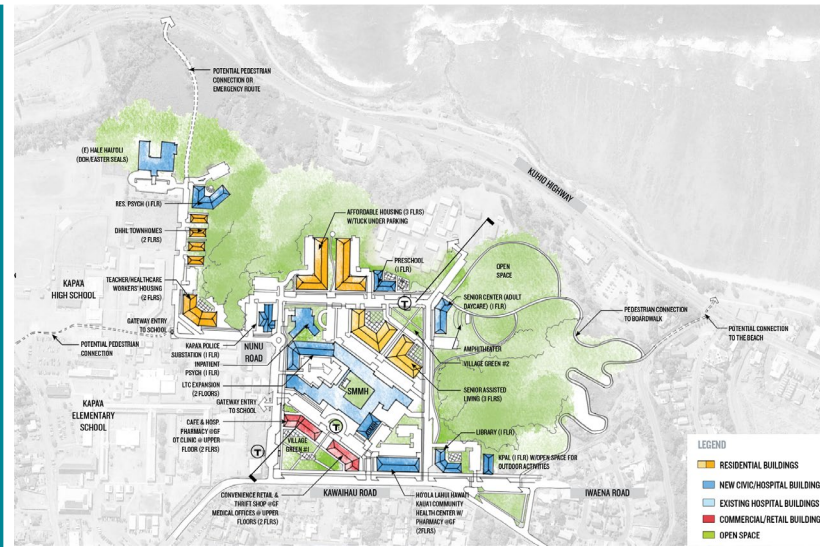 POTENTIAL PEDESTRIAN
CONNECTION OR
EMERGENCY ROUTE
(E) HALE HAU'OLI
(DOH/EASTER SEALS)
KUHIO HIGHWAY
RES. PSYCH (1 FLR)
AFFORDABLE HOUSING (3 FLRS)
W/TUCK UNDER PARKING
DHHL TOWNHOMES
(2 FLRS)
PRESCHOOL
(1 FLR)
OPEN
SPACE
KAPA'A
HIGH SCHOOL
TEACHER/HEALTHCARE
WORKERS' HOUSING
(2 FLRS)
SENIOR CENTER (ADULT
DAYCARE) (1 FLR)
T
PEDESTRIAN CONNECTION
TO BOARDWALK
GATEWAY ENTRY
TO SCHOOL
POTENTIAL CONNECTION
TO THE BEACH
POTENTIAL PEDESTRIAN
CONNECTION
KAPAA POLICE
SUBSTATION (1 FLR)
NUNU
ROAD
AMPHITHEATER
INPATIENT
PSYCH (1 FLR)
VILLAGE GREEN #2
LTC EXPANSION
(2 FLOORS)
SMMH
SENIOR ASSISTED
LIVING (3 FLRS)
KAPA'A
ELEMENTARY
SCHOOL
GATEWAY ENTRY
TO SCHOOL
CAFE & HOSP.
PHARMACY @GF
OT CLINIC @ UPPER
FLOOR (2 FLRS)
T
T
VILLAGE
GREEN #1
LIBRARY (1 FLR)
KPAL (1 FLR) W/OPEN SPACE FOR
OUTDOOR ACTIVITIES
CONVENIENCE RETAIL &
THRIFT SHOP @GF
MEDICAL OFFICES @ UPPER
FLOORS (2 FLRS)
KAWAIHAU ROAD
HO'OLA LAHUI HAWAI'I
KAUA'I COMMUNITY
HEALTH CENTER W/
PHARMACY @GF
(2FLRS)
IWAENA ROAD
LEGEND
RESIDENTIAL BUILDINGS
NEW CIVIC/HOSPITAL BUILDING
EXISTING HOSPITAL BUILDINGS
COMMERCIAL/RETAIL BUILDING
OPEN SPACE